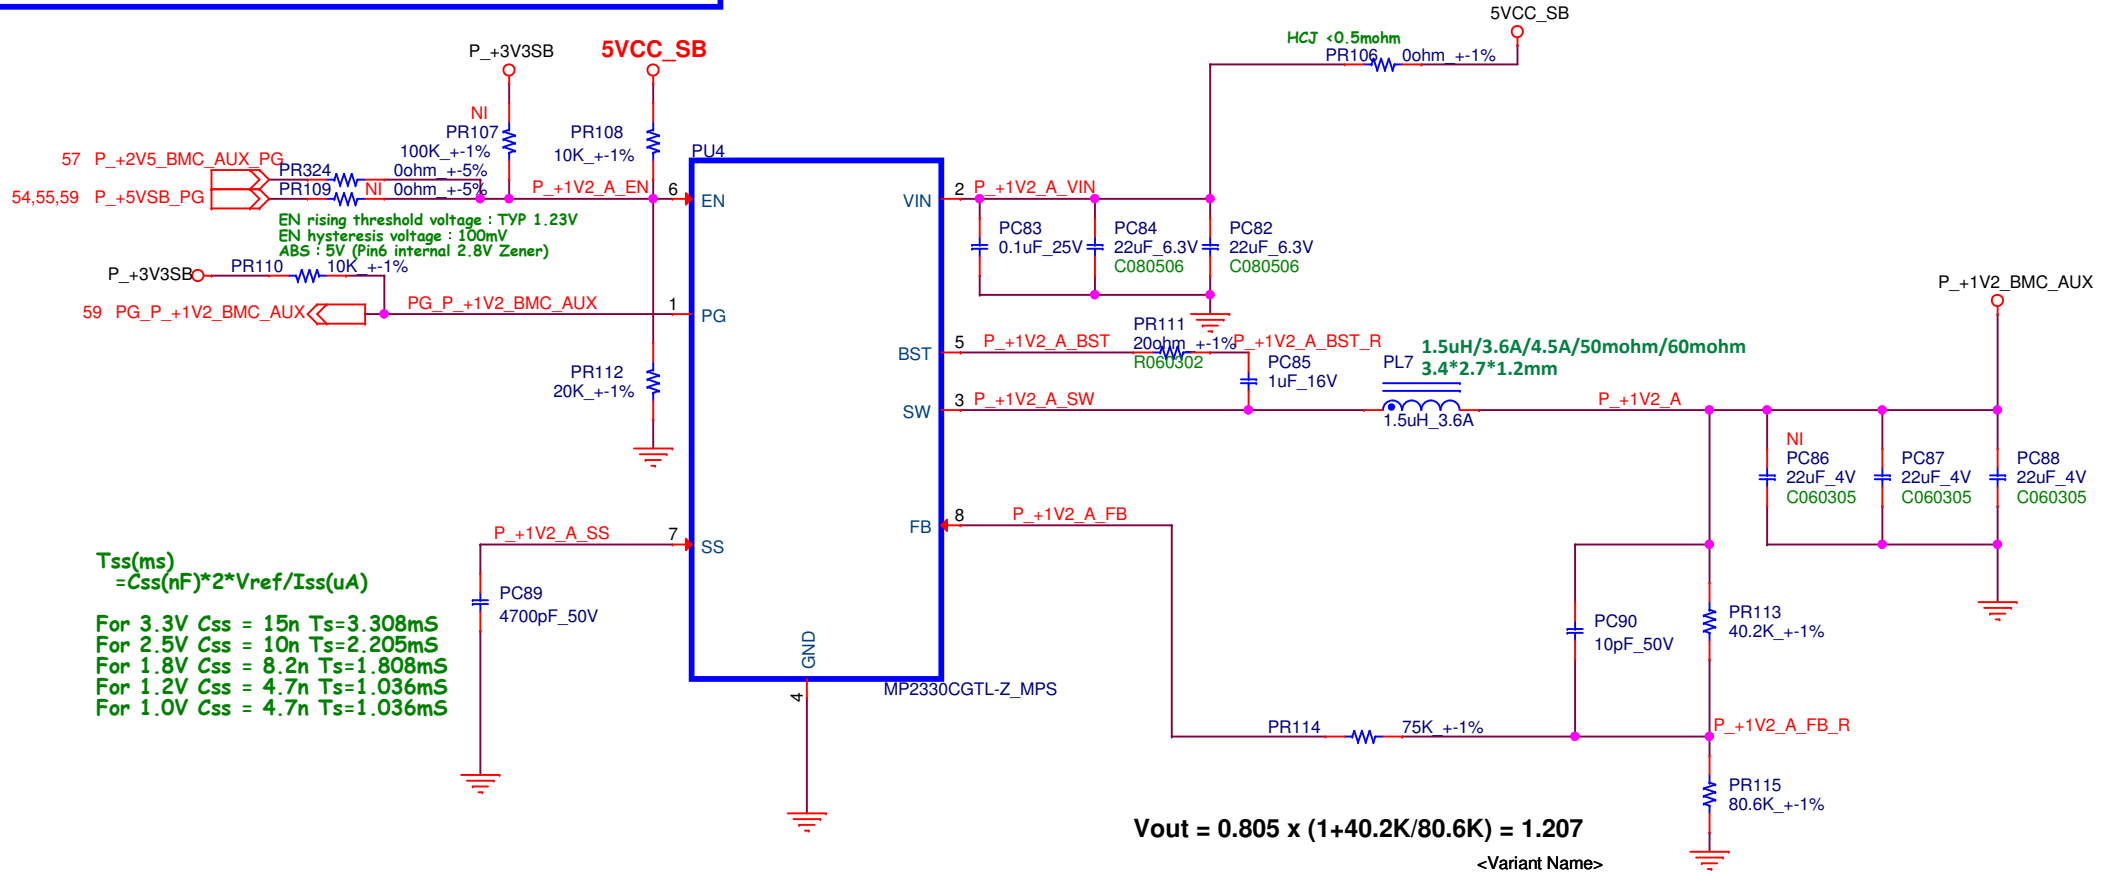 5VCC_SB
HCJ <0.5mohm
PR106 0ohm_+-1%
P_+3V3SB
5VCC_SB
NI
PR107
100K_+-1%
PR108
10K_+-1%
57 P_+2V5_BMC_AUX_PG
PR324 0ohm_+-5%
54,55,59 P_+5VSB_PG
PR109 NI 0ohm_+-5%
P_+1V2_A_EN
6
EN
EN rising threshold voltage : TYP 1.23V
EN hysteresis voltage : 100mV
ABS : 5V (Pin6 internal 2.8V Zener)
P_+3V3SB
PR110 10K_+-1%
59 PG_P_+1V2_BMC_AUX
PG_P_+1V2_BMC_AUX
1
PG
PR112
20K_+-1%
PU4
VIN
2 P_+1V2_A_VIN
PC83
0.1uF_25V
PC84
22uF_6.3V
C080506
PC82
22uF_6.3V
C080506
BST
5 P_+1V2_A_BST
PR111
20ohm_+-1%
R060302
P_+1V2_A_BST_R
PC85
1uF_16V
SW
3 P_+1V2_A_SW
PL7
1.5uH/3.6A/4.5A/50mohm/60mohm
3.4*2.7*1.2mm
1.5uH_3.6A
P_+1V2_A
P_+1V2_BMC_AUX
NI
PC86
22uF_4V
C060305
PC87
22uF_4V
C060305
PC88
22uF_4V
C060305
FB
8
P_+1V2_A_FB
P_+1V2_A_SS
7
SS
PC89
4700pF_50V
Tss(ms)
=Css(nF)*2*Vref/Iss(uA)
For 3.3V Css = 15n Ts=3.308mS
For 2.5V Css = 10n Ts=2.205mS
For 1.8V Css = 8.2n Ts=1.808mS
For 1.2V Css = 4.7n Ts=1.036mS
For 1.0V Css = 4.7n Ts=1.036mS
GND
4
MP2330CGTL-Z_MPS
PC90
10pF_50V
PR113
40.2K_+-1%
PR114 75K_+-1%
P_+1V2_A_FB_R
PR115
80.6K_+-1%
Vout = 0.805 x (1+40.2K/80.6K) = 1.207
<Variant Name>